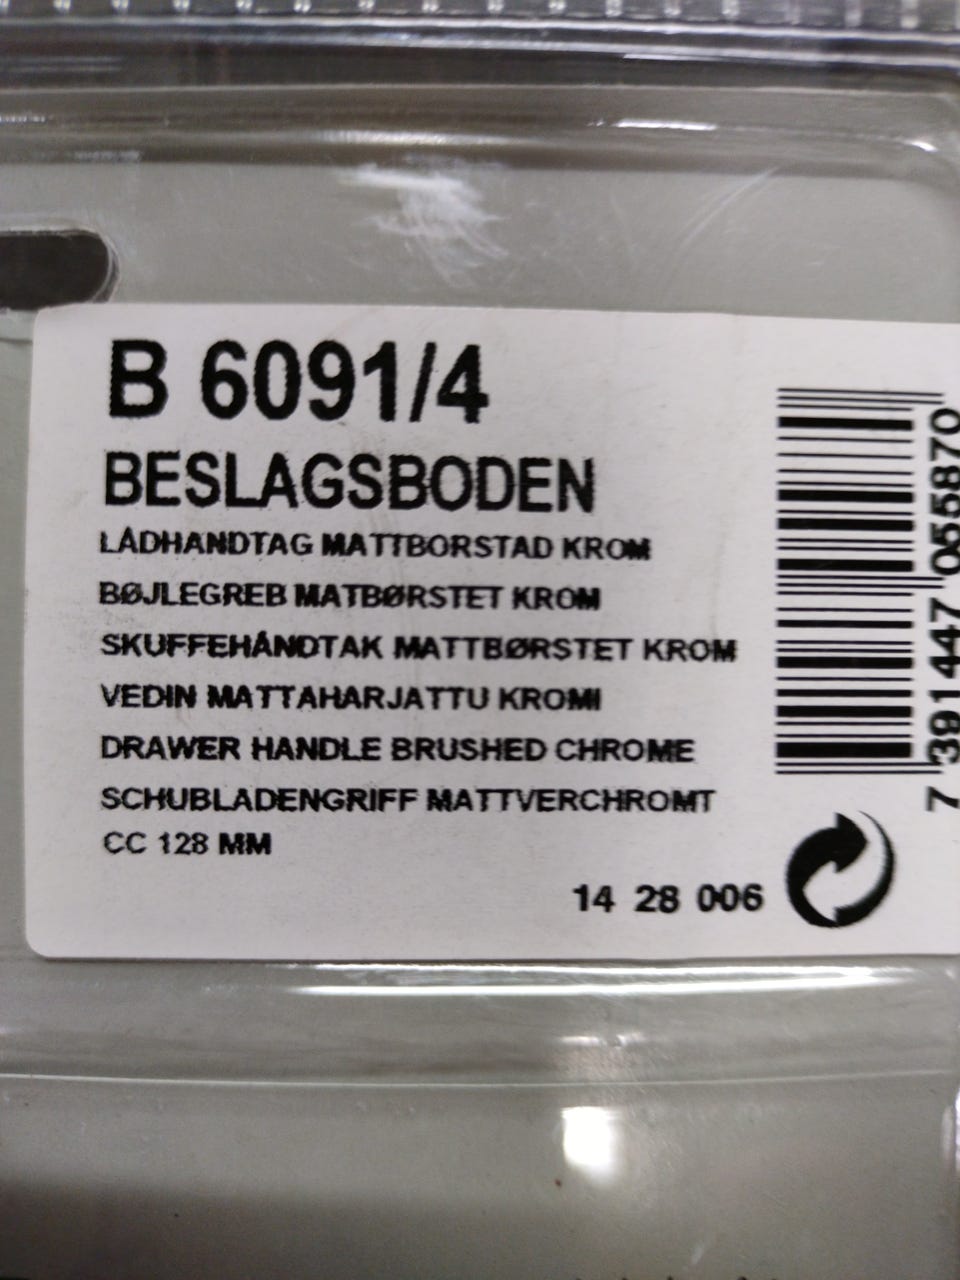 B 6091/4
BESLAGSBODEN
LÅDHANDTAG MATTBORSTAD KROM
BØJLEGREB MATBØRSTET KROM
SKUFFEHÅNDTAK MATTBØRSTET KROM
VEDIN MATTAHARJATTU KROMI
DRAWER HANDLE BRUSHED CHROME
SCHUBLADENGRIFF MATTVERCHROMT
CC 128 MM
14 28 006
7 391447 055870